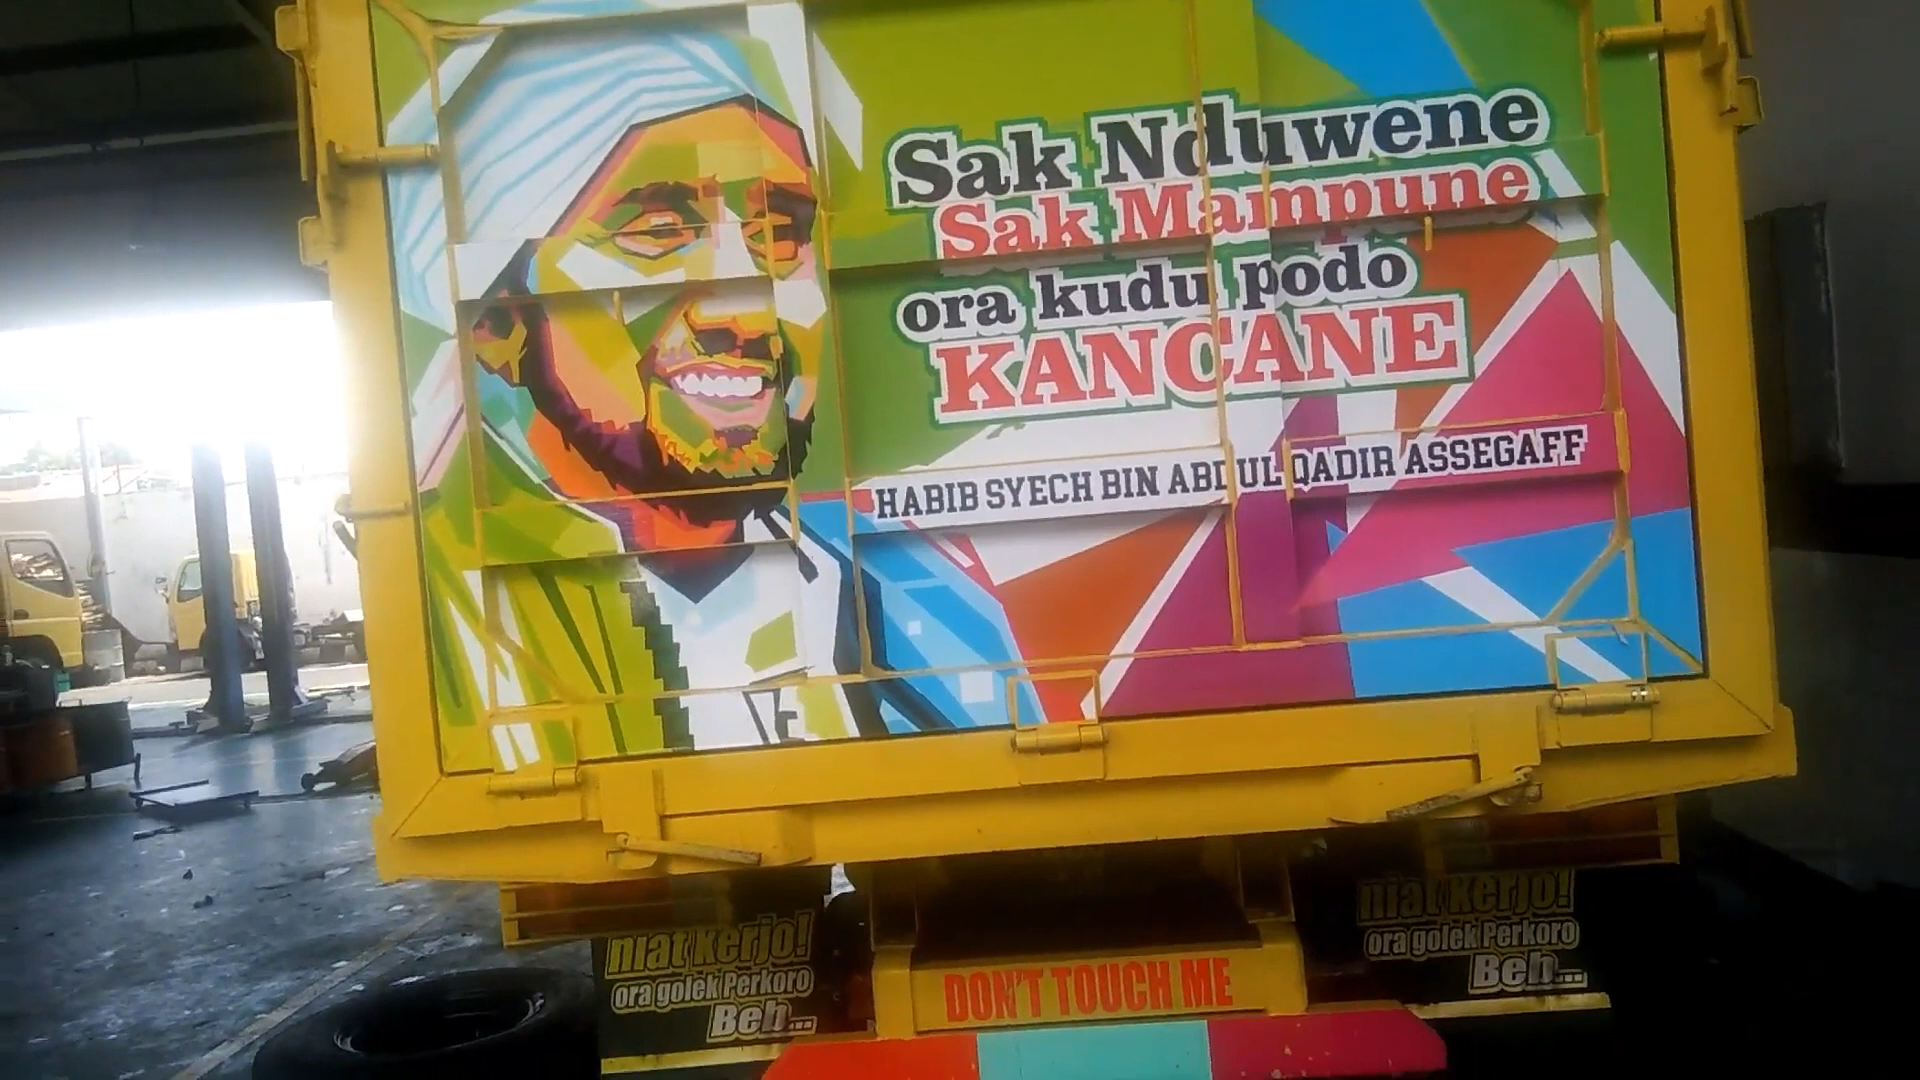 Sak Nduwene
Sak Mampune
ora kudu podo
KANCANE
HABIB SYECH BIN ABDUL QADIR ASSEGAFF
niat kerjo!
ora golek Perkoro
Beb...
DON'T TOUCH ME
niat kerjo!
ora golek Perkoro
Beb...